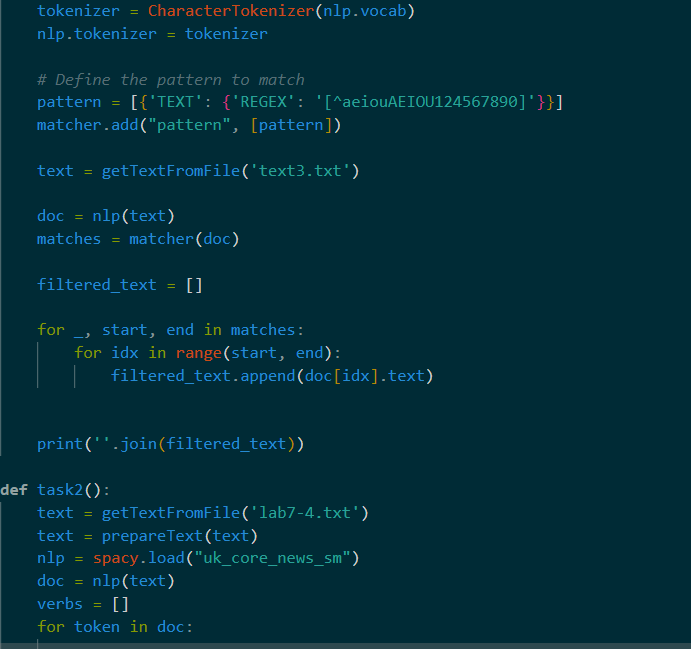 tokenizer = CharacterTokenizer(nlp.vocab)
nlp.tokenizer = tokenizer
# Define the pattern to match
pattern = [{'TEXT': {'REGEX': '[^aeiouAEIOU124567890]'}}]
matcher.add("pattern", [pattern])
text = getTextFromFile('text3.txt')
doc = nlp(text)
matches = matcher(doc)
filtered_text = []
for _, start, end in matches:
for idx in range(start, end):
filtered_text.append(doc[idx].text)
print(''.join(filtered_text))
def task2():
text = getTextFromFile('lab7-4.txt')
text = prepareText(text)
nlp = spacy.load("uk_core_news_sm")
doc = nlp(text)
verbs = []
for token in doc: